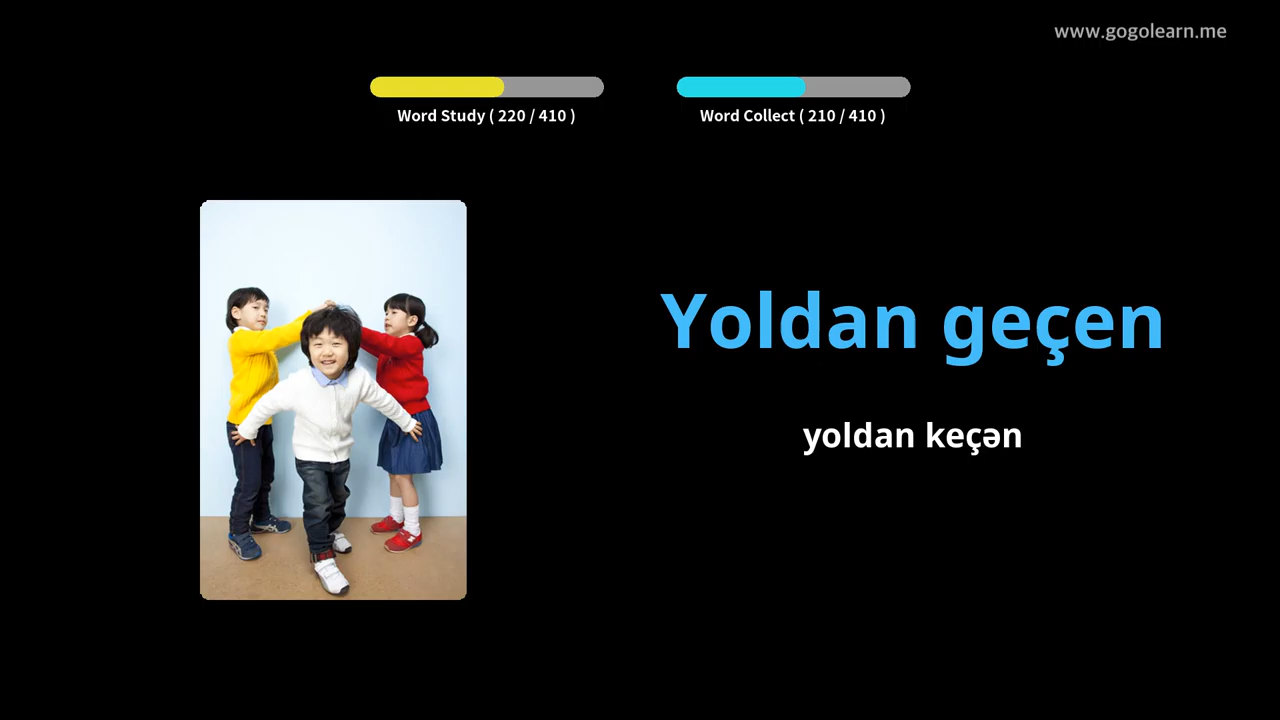 www.gogolearn.me
Word Study ( 220 / 410 )
Word Collect ( 210 / 410 )
Yoldan geçen
yoldan keçən